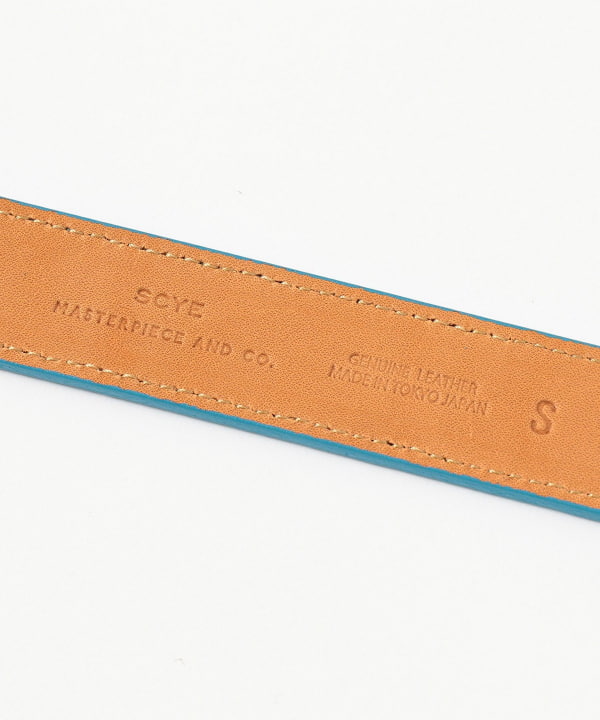 SCYE
MASTERPIECE AND CO.
GENUINE LEATHER
MADE IN TOKYO JAPAN
S